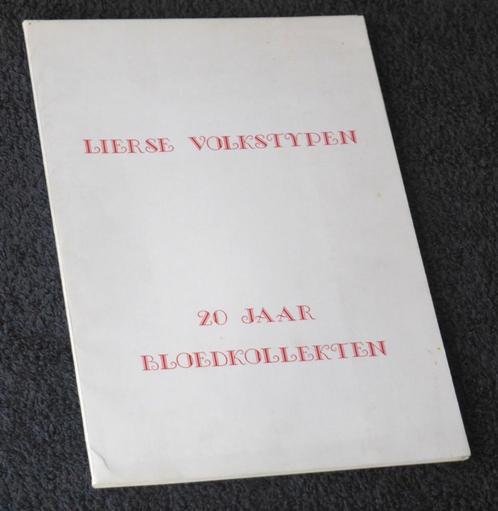 LIERSE VOLKSTYPEN
20 JAAR
BLOEDKOLLEKTEN